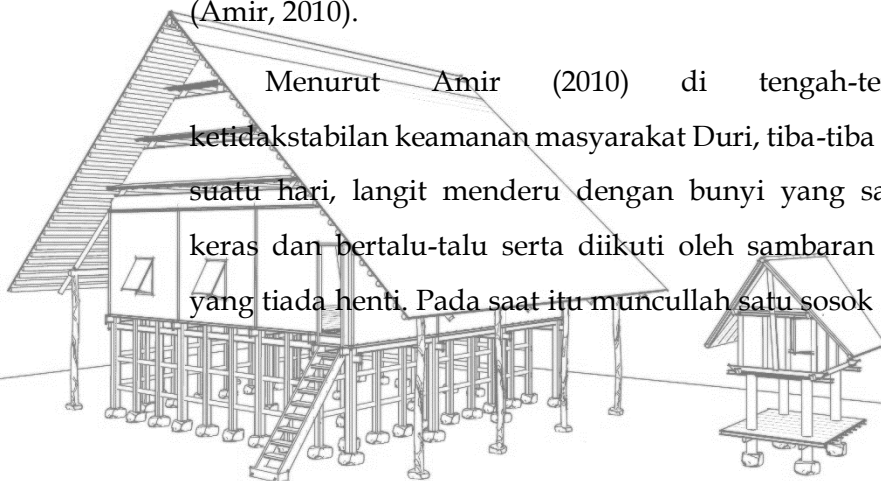 (Amir, 2010).
Menurut Amir (2010) di tengah-te
ketidakstabilan keamanan masyarakat Duri, tiba-tiba
suatu hari, langit menderu dengan bunyi yang sa
keras dan bertalu-talu serta diikuti oleh sambaran
yang tiada henti. Pada saat itu muncullah satu sosok